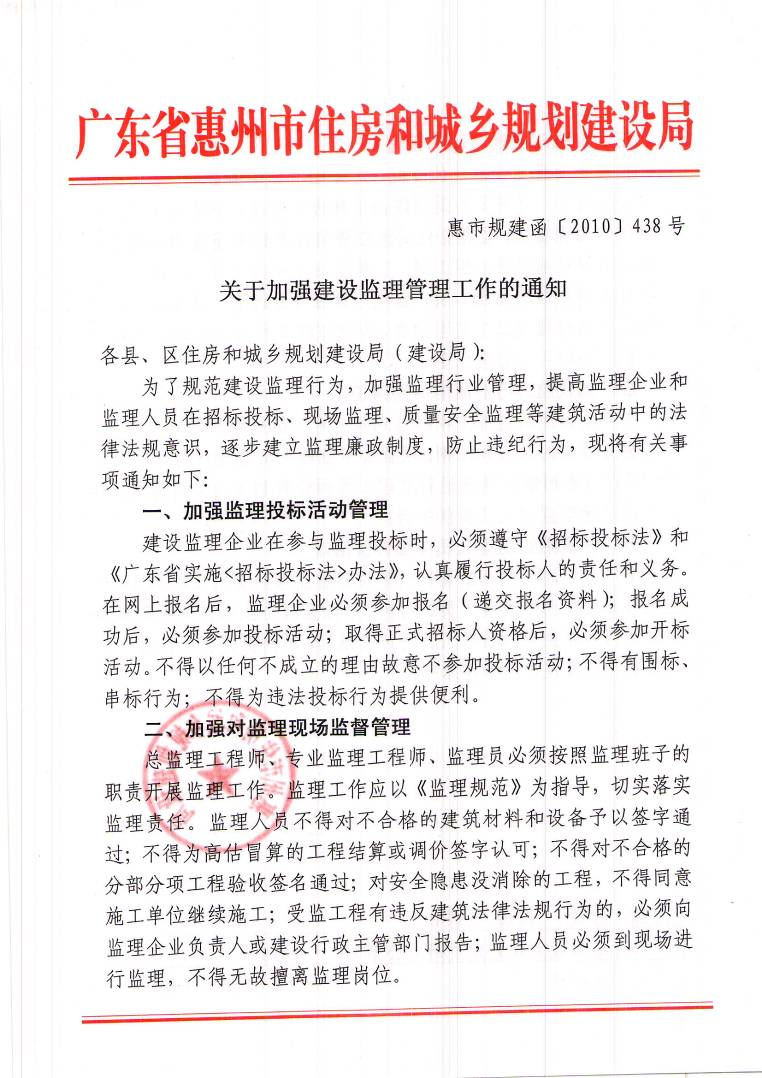 广东省惠州市住房和城乡规划建设局
惠市规建函〔2010〕438号
关于加强建设监理管理工作的通知
各县、区住房和城乡规划建设局(建设局):
为了规范建设监理行为,加强监理行业管理,提高监理企业和
监理人员在招标投标、现场监理、质量安全监理等建筑活动中的法
律法规意识,逐步建立监理廉政制度,防止违纪行为,现将有关事
项通知如下:
一、加强监理投标活动管理
建设监理企业在参与监理投标时,必须遵守《招标投标法》和
《广东省实施<招标投标法>办法》,认真履行投标人的责任和义务。
在网上报名后,监理企业必须参加报名(递交报名资料);报名成
功后,必须参加投标活动;取得正式招标人资格后,必须参加开标
活动。不得以任何不成立的理由故意不参加投标活动;不得有围标、
串标行为;不得为违法投标行为提供便利。
二、加强对监理现场监督管理
总监理工程师、专业监理工程师、监理员必须按照监理班子的
职责开展监理工作。监理工作应以《监理规范》为指导,切实落实
监理责任。监理人员不得对不合格的建筑材料和设备予以签字通
过;不得为高估冒算的工程结算或调价签字认可;不得对不合格的
分部分项工程验收签名通过;对安全隐患没消除的工程,不得同意
施工单位继续施工;受监工程有违反建筑法律法规行为的,必须向
监理企业负责人或建设行政主管部门报告;监理人员必须到现场进
行监理,不得无故擅离监理岗位。